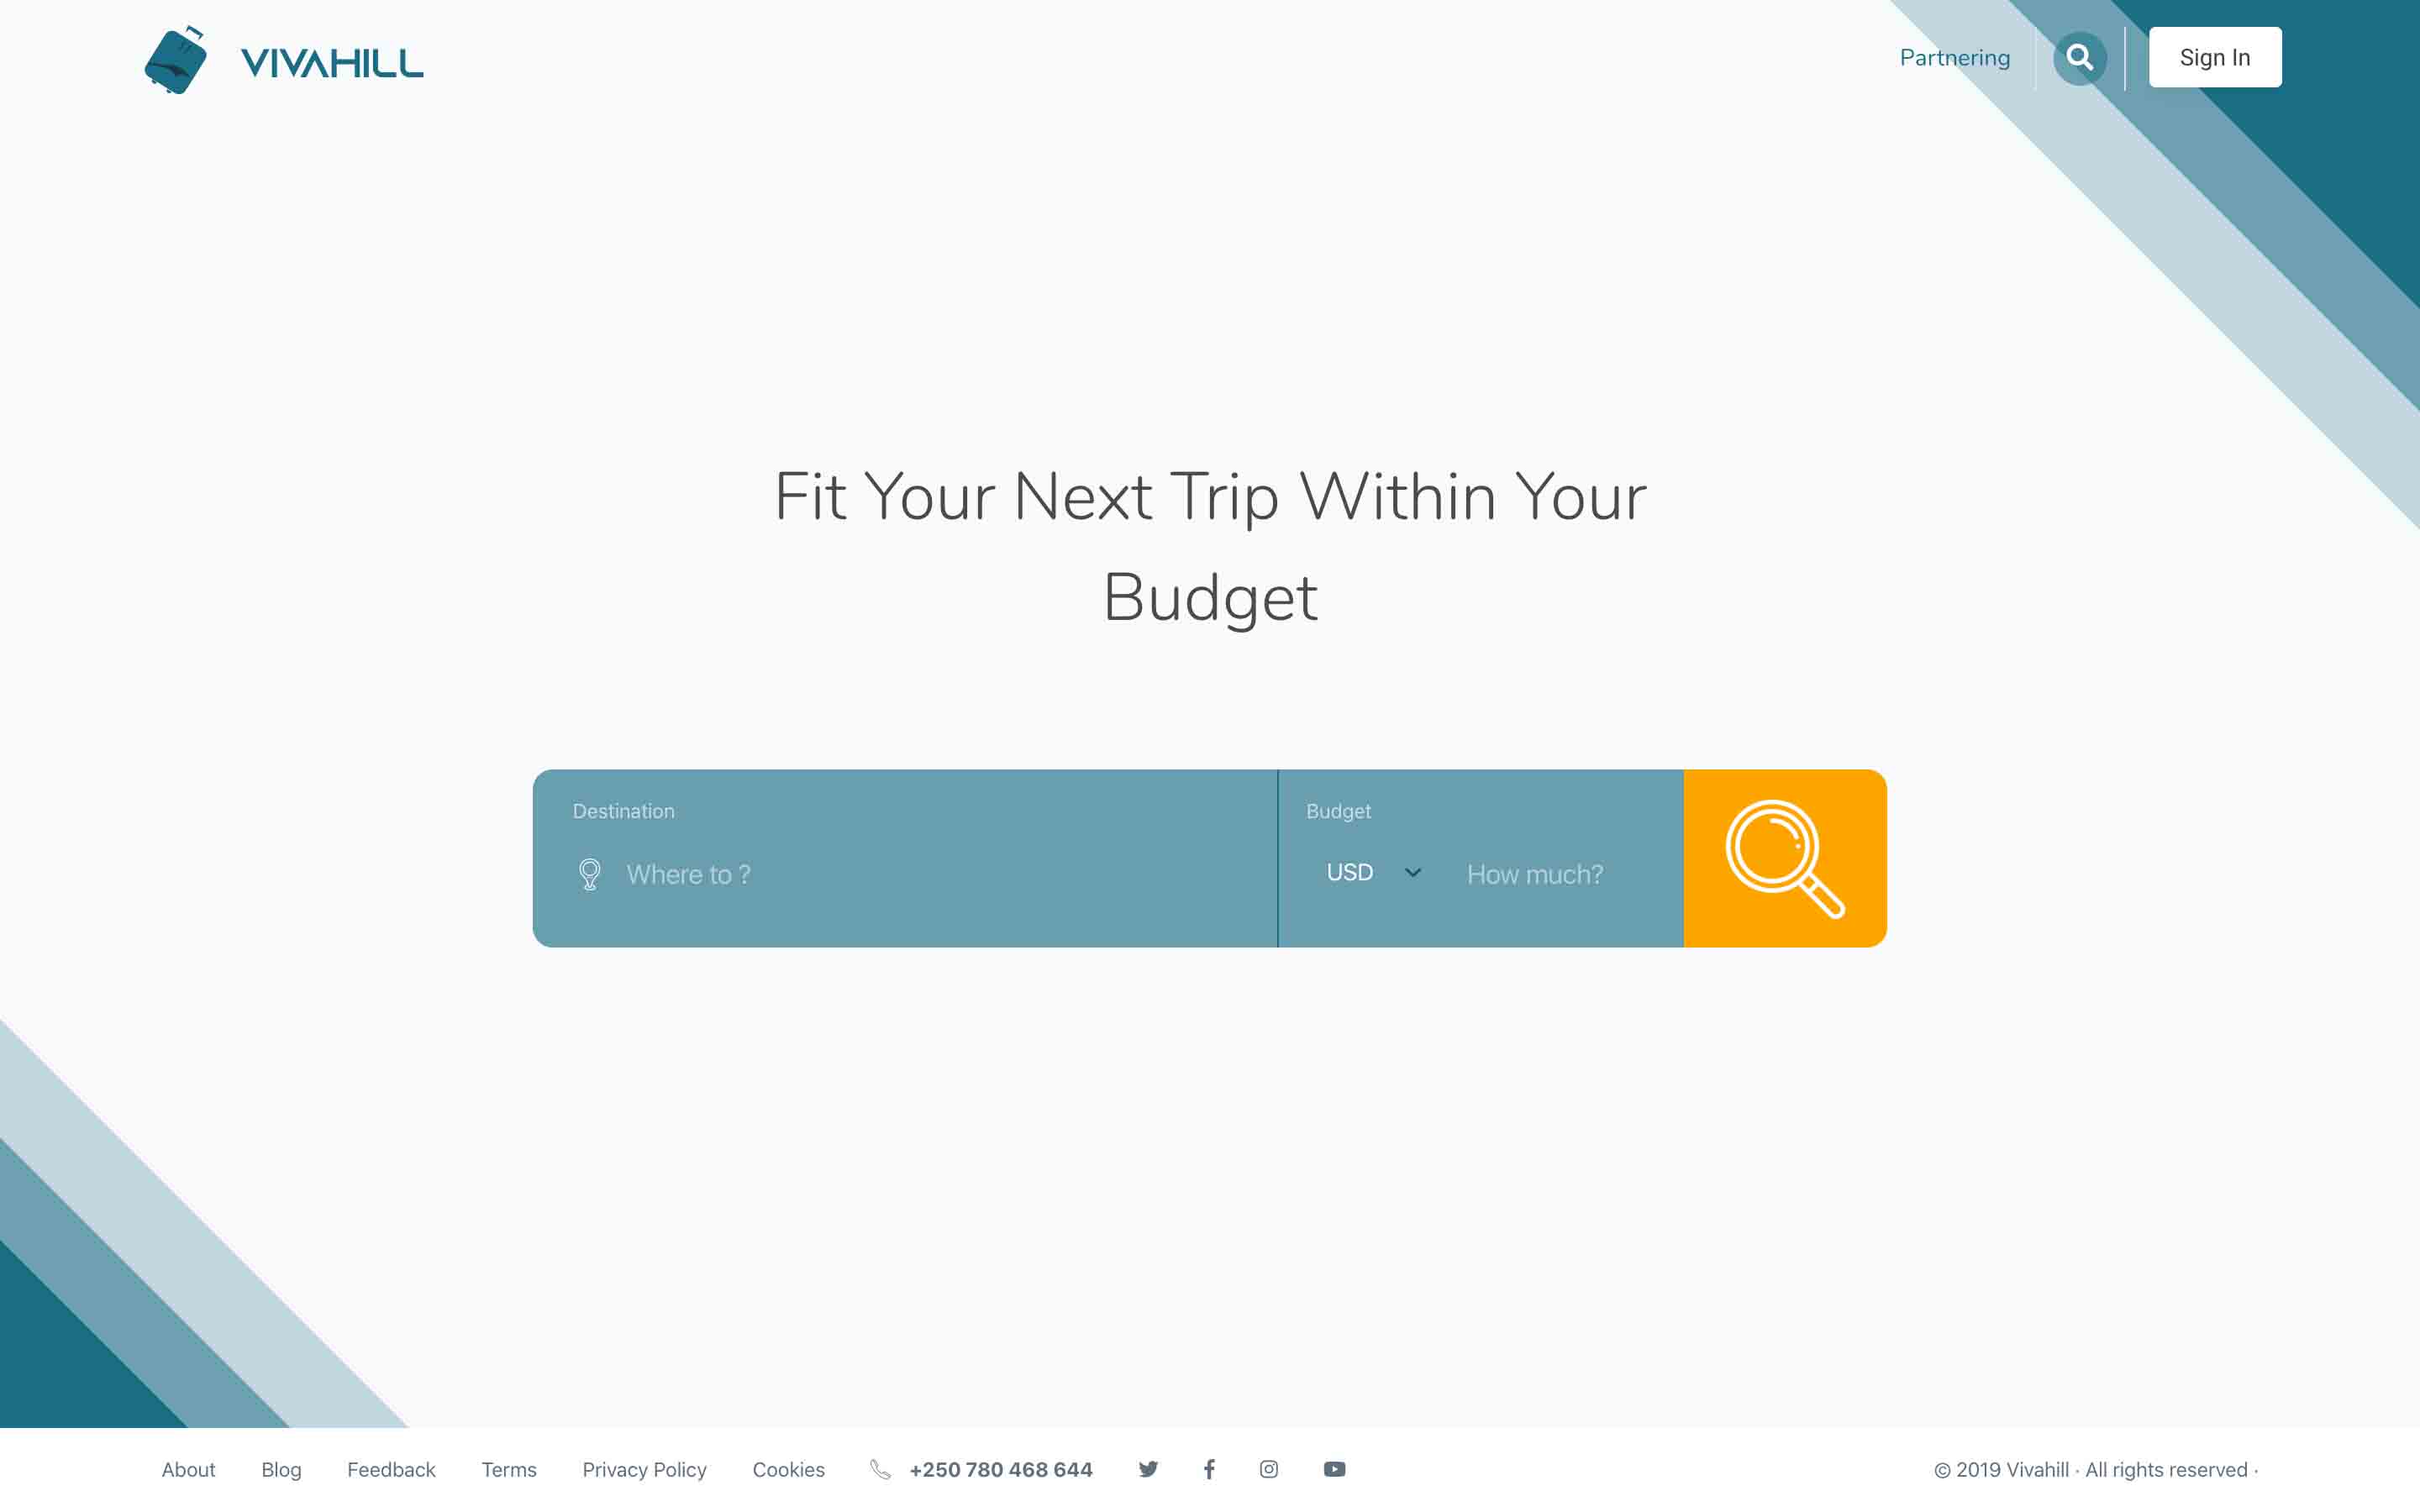 VIVAHILL
Partnering
Sign In
Fit Your Next Trip Within Your
Budget
Destination
Where to ?
Budget
USD
How much?
About
Blog
Feedback
Terms
Privacy Policy
Cookies
+250 780 468 644
© 2019 Vivahill · All rights reserved ·